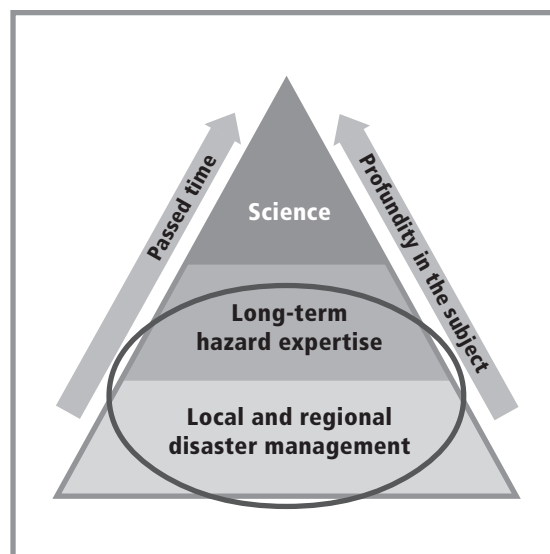 Passed time
Profundity in the subject
Science
Long-term
hazard expertise
Local and regional
disaster management